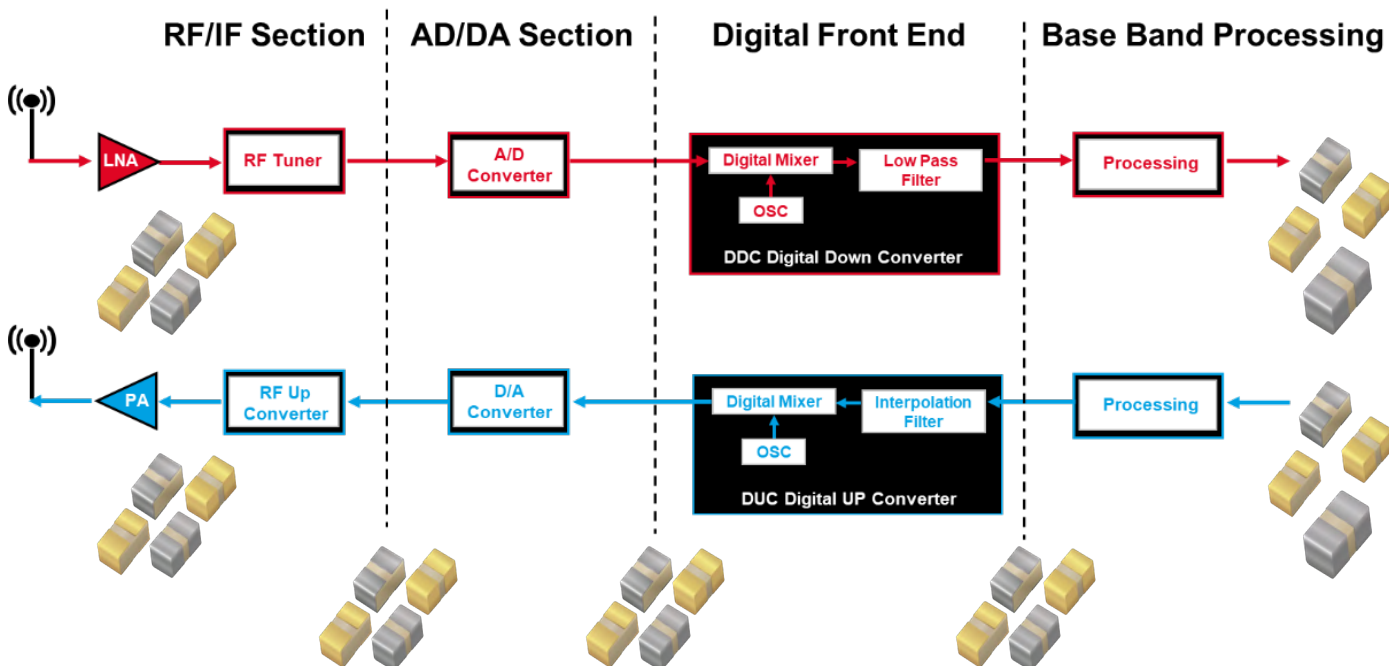 RF/IF Section
AD/DA Section
Digital Front End
Base Band Processing
LNA
RF Tuner
A/D
Converter
Digital Mixer
Low Pass
Filter
OSC
DDC Digital Down Converter
Processing
PA
RF Up
Converter
D/A
Converter
Digital Mixer
Interpolation
Filter
OSC
DUC Digital UP Converter
Processing